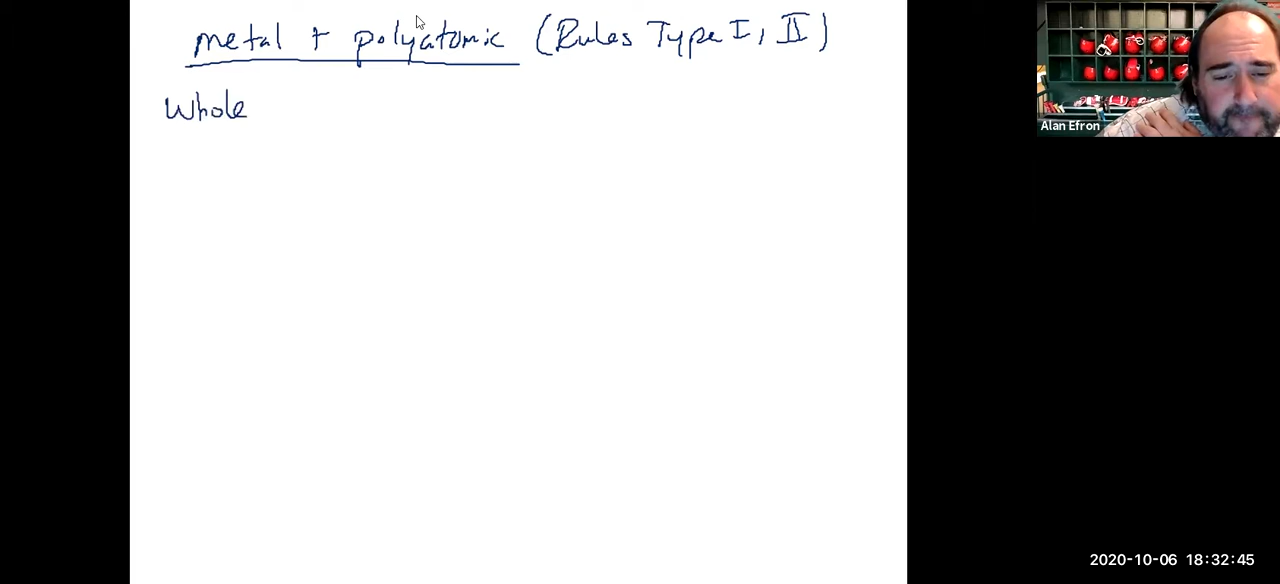 metal + polyatomic (Rules Type I, II)
Whole
Alan Efron
2020-10-06 18:32:45